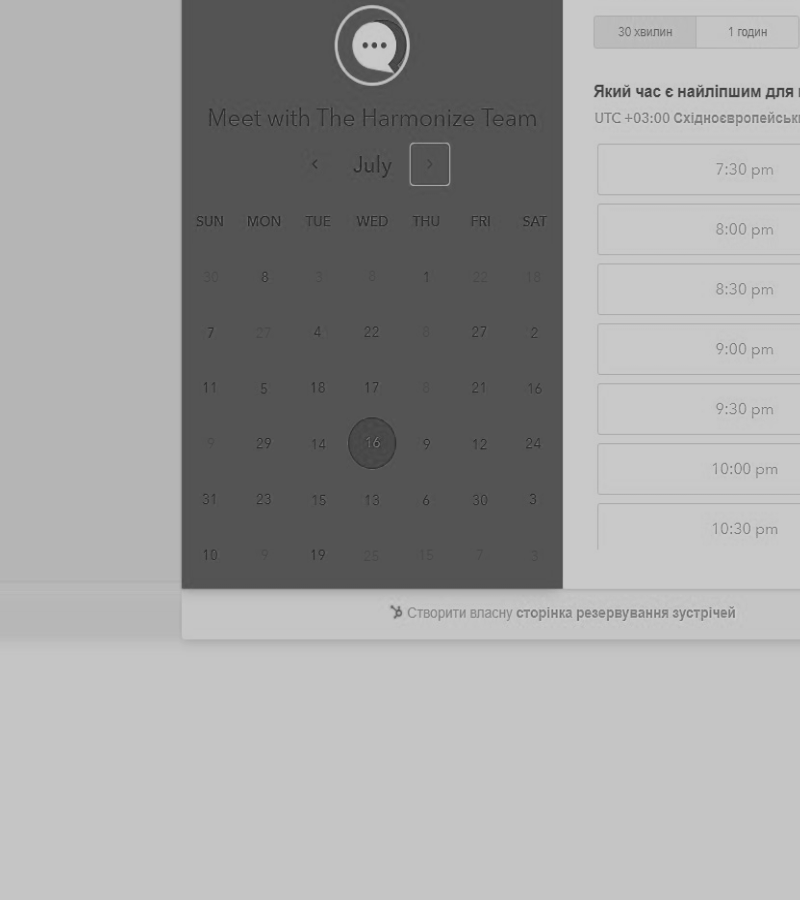 Meet with The Harmonize Team
July
SUN MON TUE WED THU FRI SAT
30 8 3 8 1 22 18
7 27 4 22 8 27 2
11 5 18 17 8 21 16
9 29 14 16 9 12 24
31 23 15 13 6 30 3
10 9 19 25 15 7 3
30 хвилин 1 годин
Який час є найліпшим для
UTC +03:00 Східноєвропейськ
7:30 pm
8:00 pm
8:30 pm
9:00 pm
9:30 pm
10:00 pm
10:30 pm
Створити власну сторінка резервування зустрічей